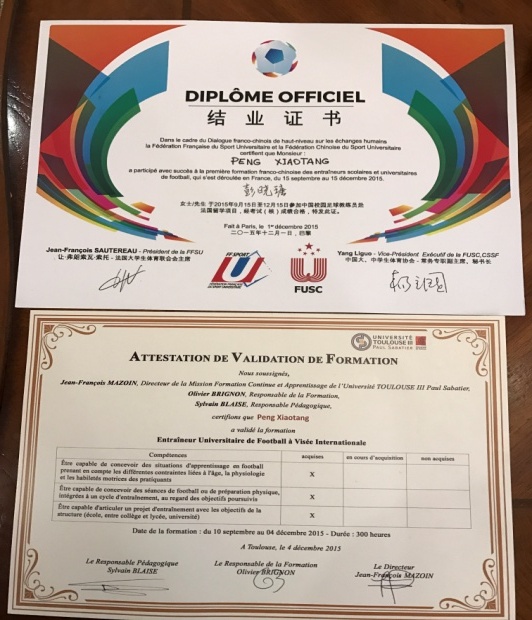 DIPLÔME OFFICIEL
结 业 证 书
Dans le cadre du Dialogue franco-chinois de haut-niveau sur les échanges humains
la Fédération Française du Sport Universitaire et la Fédération Chinoise du Sport Universitaire
certifient que Monsieur :
PENG XIAOTANG
a participé avec succès à la première formation franco-chinoise des entraîneurs scolaires et universitaires
de football, qui s'est déroulée en France, du 15 septembre au 15 décembre 2015.
彭晓瑭
女士/先生 于2015年9月15日至12月15日参加中国校园足球教练员赴
法国留学项目，经考试（核）成绩合格，特发此证。
Fait à Paris, le 1er décembre 2015
二〇一五年十二月一日，巴黎
Jean-François SAUTEREAU - Président de la FFSU
让·弗朗索瓦·索托 - 法国大学生体育联合会主席
Yang Liguo - Vice-Président Exécutif de la FUSC,CSSF
中国大、中学生体育协会 - 常务专职副主席、秘书长
FF SPORT U
FÉDÉRATION FRANÇAISE
DU SPORT UNIVERSITAIRE
FUSC
UNIVERSITÉ
TOULOUSE III
PAUL SABATIER
ATTESTATION DE VALIDATION DE FORMATION
Nous soussignés,
Jean-François MAZOIN, Directeur de la Mission Formation Continue et Apprentissage de l'Université TOULOUSE III Paul Sabatier,
Olivier BRIGNON, Responsable de la Formation,
Sylvain BLAISE, Responsable Pédagogique,
certifions que Peng Xiaotang
a validé la formation
Entraîneur Universitaire de Football à Visée Internationale
Compétences acquises en cours d'acquisition non acquises
Être capable de concevoir des situations d'apprentissage en football
prenant en compte les différentes contraintes liées à l'âge, la physiologie
et les habiletés motrices des pratiquants
X
Être capable de concevoir des séances de football ou de préparation physique,
intégrées à un cycle d'entraînement, au regard des objectifs poursuivis
X
Être capable d'articuler un projet d'entraînement avec les objectifs de la
structure (école, entre collège et lycée, université)
X
Date de la formation : du 10 septembre au 04 décembre 2015 - Durée : 300 heures
A Toulouse, le 4 décembre 2015
Le Responsable Pédagogique
Sylvain BLAISE
Le Responsable de la Formation
Olivier BRIGNON
Le Directeur
Jean-François MAZOIN